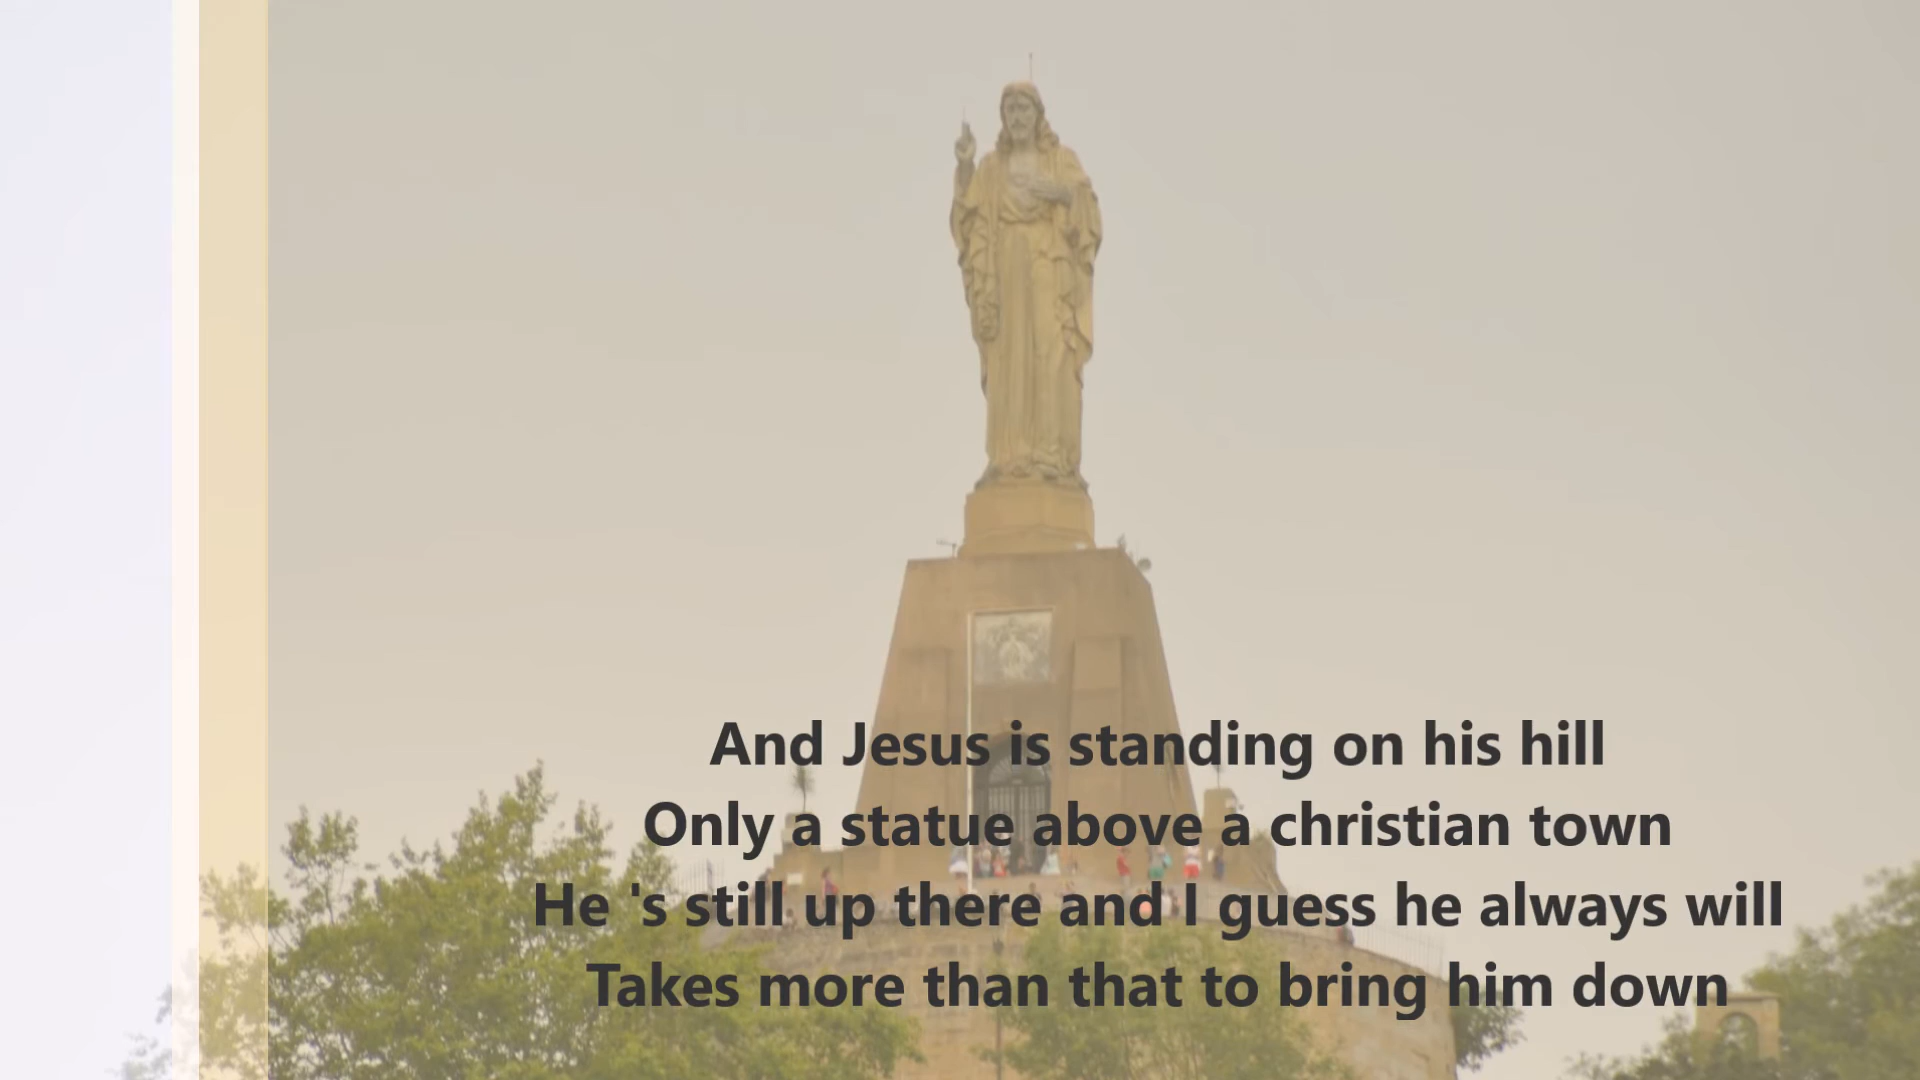 And Jesus is standing on his hill
Only a statue above a christian town
He 's still up there and I guess he always will
Takes more than that to bring him down